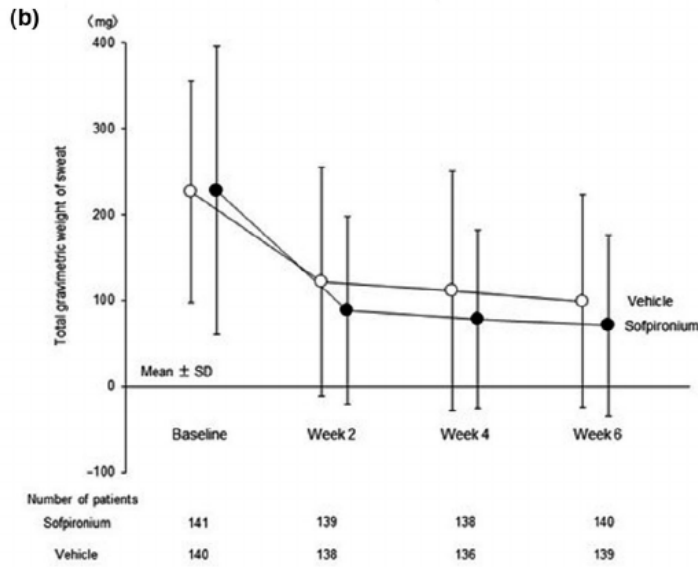 (b)
(mg)
400
300
200
100
0
-100
Total gravimetric weight of sweat
Vehicle
Sofpironium
Mean ± SD
Baseline Week 2 Week 4 Week 6
Number of patients
Sofpironium 141 139 138 140
Vehicle 140 138 136 139